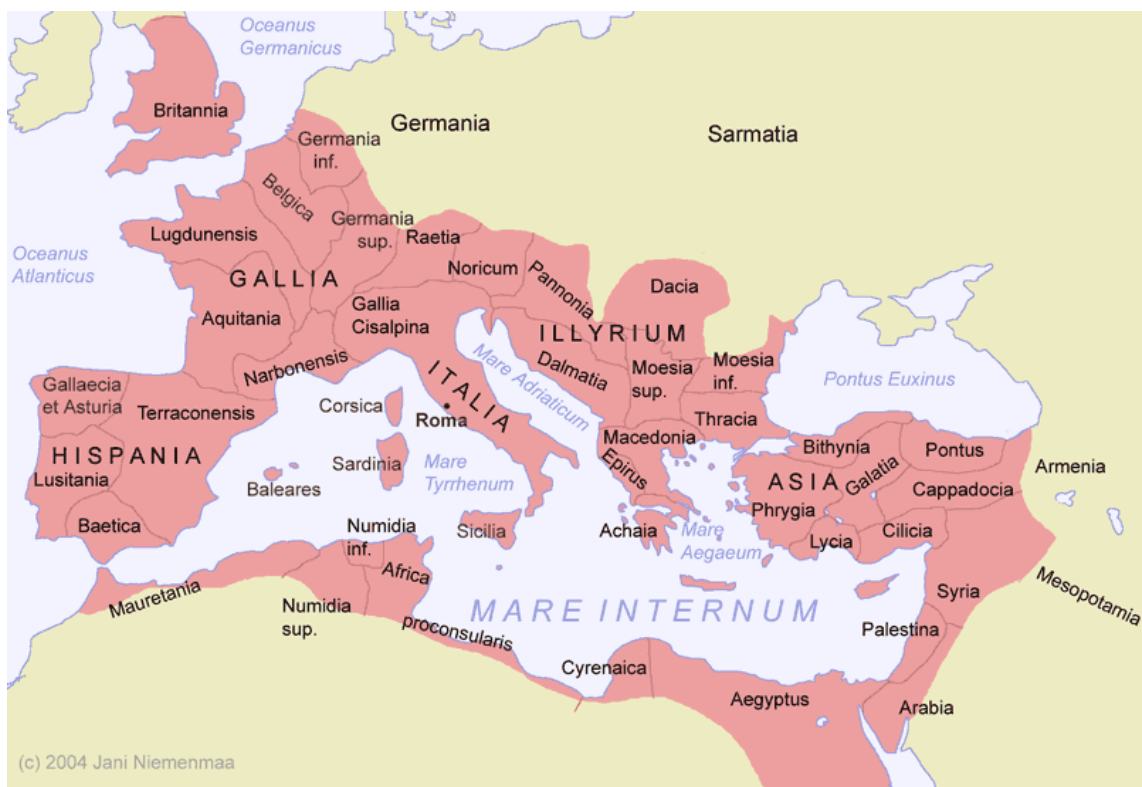 Oceanus
Germanicus
Britannia
Germania
Sarmatia
Germania
inf.
Belgica
Lugdunensis
Germania
sup.
Raetia
Oceanus
Atlanticus
Noricum
Pannonia
GALLIA
Dacia
Gallia
Cisalpina
Aquitania
ILLYRIUM
Mare Adriaticum
Dalmatia
Moesia
sup.
Moesia
inf.
Narbonensis
ITALIA
Pontus Euxinus
Gallaecia
et Asturia
Terraconensis
Corsica
Roma
Thracia
Macedonia
Bithynia
Pontus
HISPANIA
Sardinia
Mare
Tyrrhenum
Epirus
ASIA
Galatia
Armenia
Lusitania
Baleares
Phrygia
Cappadocia
Baetica
Numidia
inf.
Sicilia
Achaia
Mare
Aegaeum
Lycia
Cilicia
Africa
proconsularis
Mauretania
Numidia
sup.
MARE INTERNUM
Syria
Mesopotamia
Palestina
Cyrenaica
Aegyptus
Arabia
(c) 2004 Jani Niemenmaa